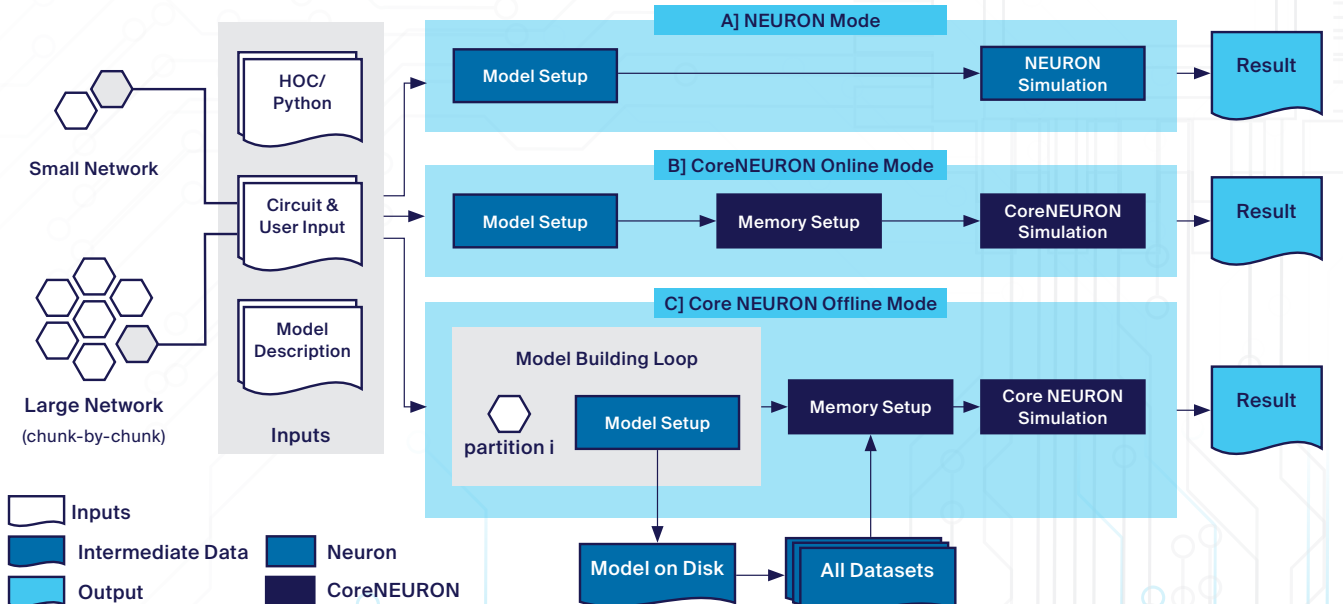 Small Network
Large Network
(chunk-by-chunk)
HOC/
Python
Circuit &
User Input
Model
Description
Inputs
A] NEURON Mode
Model Setup
NEURON
Simulation
Result
B] CoreNEURON Online Mode
Model Setup
Memory Setup
CoreNEURON
Simulation
Result
C] Core NEURON Offline Mode
Model Building Loop
partition i
Model Setup
Memory Setup
Core NEURON
Simulation
Result
Model on Disk
All Datasets
Inputs
Intermediate Data
Output
Neuron
CoreNEURON